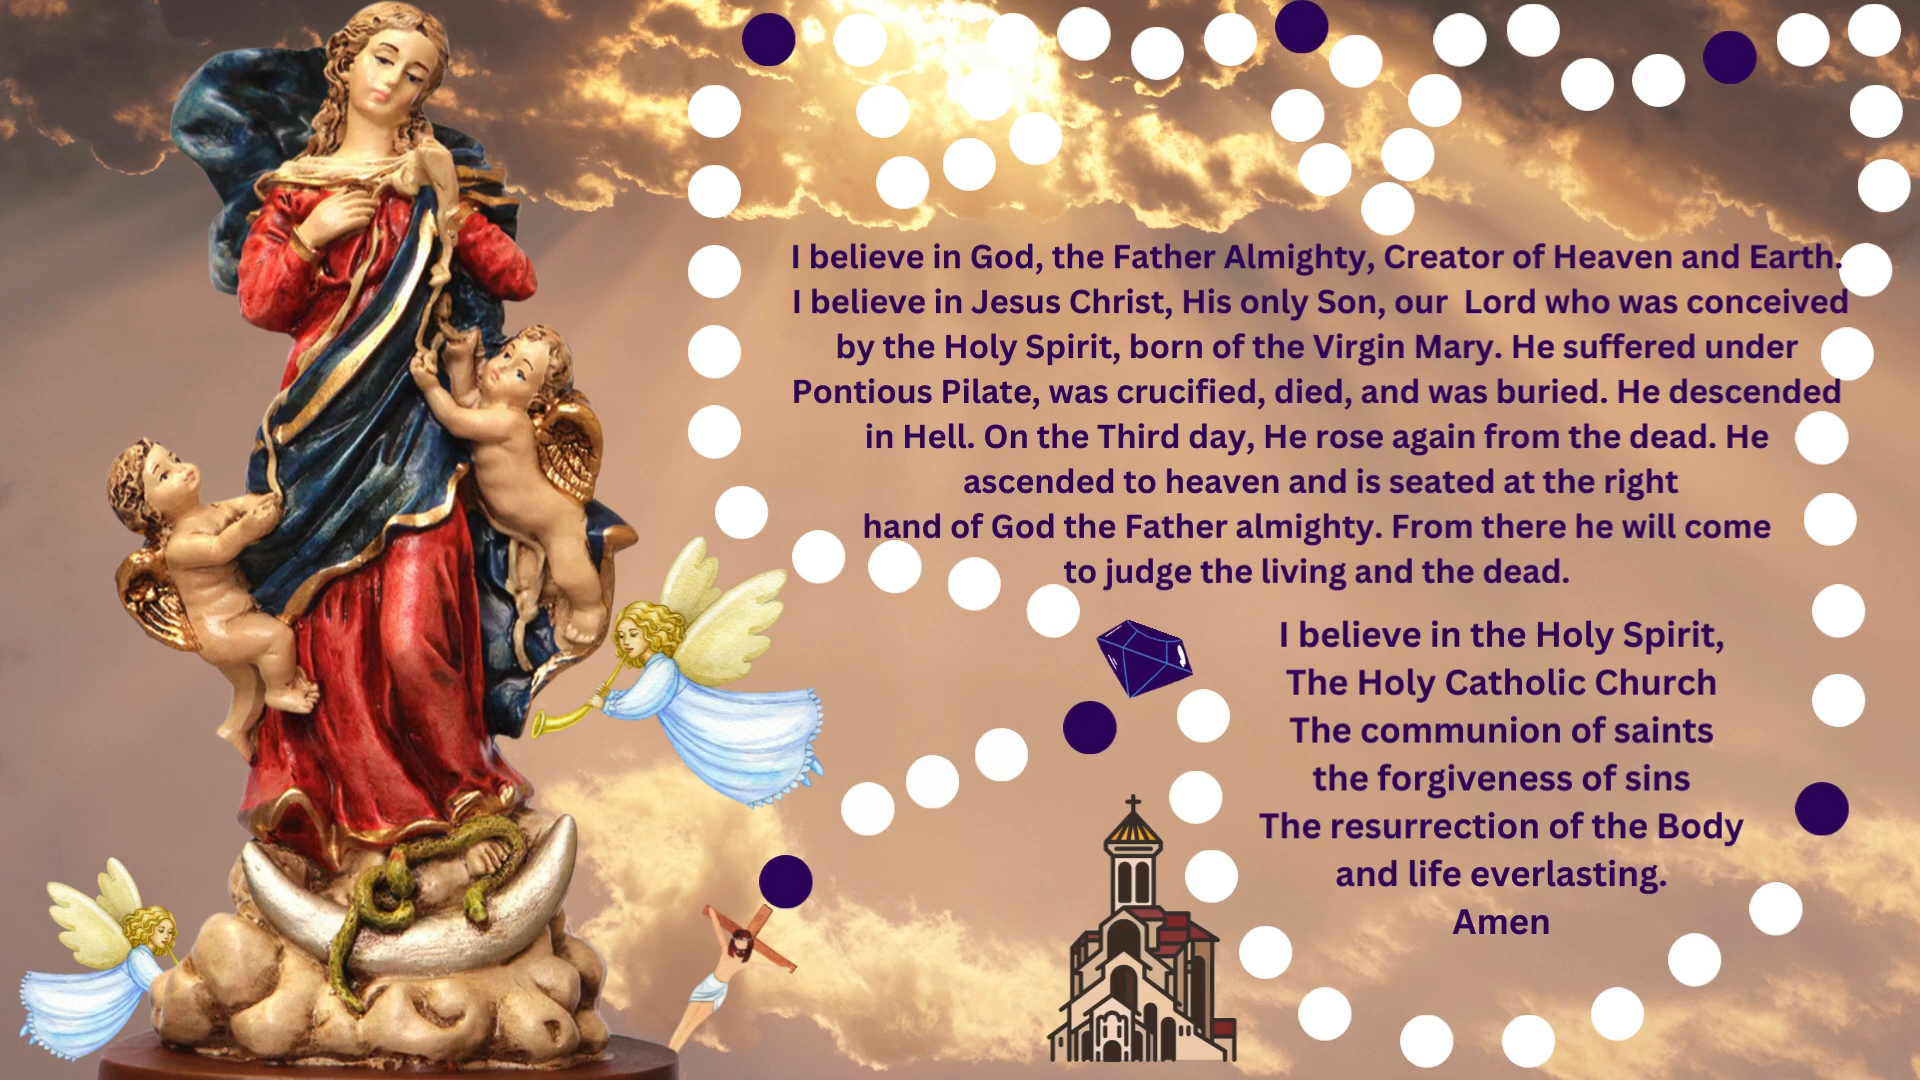 I believe in God, the Father Almighty, Creator of Heaven and Earth.
I believe in Jesus Christ, His only Son, our  Lord who was conceived
by the Holy Spirit, born of the Virgin Mary. He suffered under
Pontious Pilate, was crucified, died, and was buried. He descended
in Hell. On the Third day, He rose again from the dead. He
ascended to heaven and is seated at the right
hand of God the Father almighty. From there he will come
to judge the living and the dead.
I believe in the Holy Spirit,
The Holy Catholic Church
The communion of saints
the forgiveness of sins
The resurrection of the Body
and life everlasting.
Amen